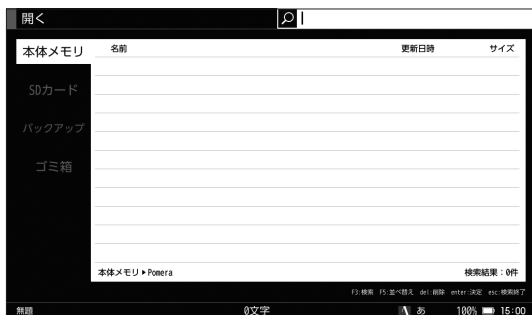 開く
本体メモリ 名前 更新日時 サイズ
SDカード
バックアップ
ゴミ箱
本体メモリ▶Pomera 検索結果：0件
F3:検索 F5:並べ替え del:削除 enter:決定 esc:検索終了
無題 0文字 あ 100% 15:00